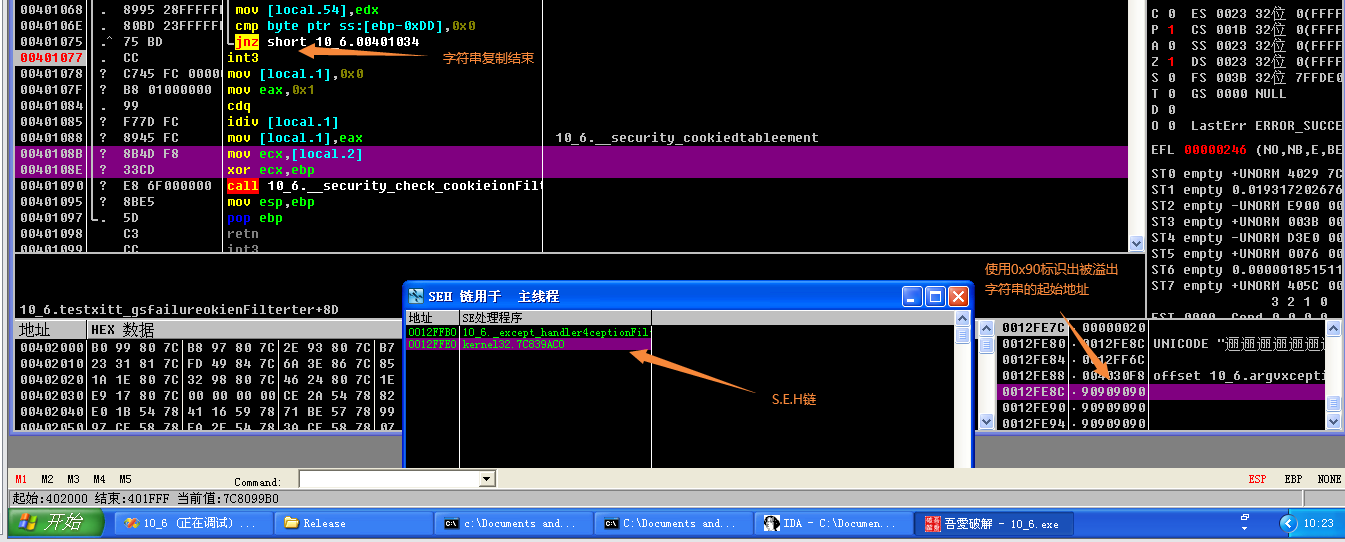 00401068 . 8995 28FFFFFF mov [local.54],edx
0040106E . 80BD 23FFFFFF cmp byte ptr ss:[ebp-0xDD],0x0
00401075 .^ 75 BD jnz short 10_6.00401034
00401077 . CC int3
字符串复制结束
00401078 ? C745 FC 0000 mov [local.1],0x0
0040107F ? B8 01000000 mov eax,0x1
00401084 . 99 cdq
00401085 ? F77D FC idiv [local.1]
00401088 ? 8945 FC mov [local.1],eax 10_6.__security_cookiedtableement
0040108B ? 8B4D F8 mov ecx,[local.2]
0040108E ? 33CD xor ecx,ebp
00401090 ? E8 6F000000 call 10_6.__security_check_cookieionFilt
00401095 ? 8BE5 mov esp,ebp
00401097 . 5D pop ebp
00401098 C3 retn
00401099 CC int3
10_6.testxitt_gsfailureokienFilterter+8D
C 0 ES 0023 32位 0(FFFF
P 1 CS 001B 32位 0(FFFF
A 0 SS 0023 32位 0(FFFF
Z 1 DS 0023 32位 0(FFFF
S 0 FS 003B 32位 7FFDE0
T 0 GS 0000 NULL
D 0
O 0 LastErr ERROR_SUCCE
EFL 00000246 (NO,NB,E,BE
ST0 empty +UNORM 4029 7C
ST1 empty 0.019317202676
ST2 empty -UNORM E900 00
ST3 empty +UNORM 003B 00
ST4 empty -UNORM D3E0 00
ST5 empty +UNORM 0076 00
ST6 empty 0.000001851511
ST7 empty +UNORM 405C 00
3 2 1 0
使用0x90标识出被溢出
字符串的起始地址
SEH 链用于 主线程
地址 SE处理程序
0012FFB0 10_6._except_handler4ceptionFil
0012FFE0 kernel32.7C839AC0
S.E.H链
地址 HEX 数据
00402000 B0 99 80 7C B8 97 80 7C 2E 93 80 7C B7
00402010 23 31 81 7C FD 49 84 7C 6A 3E 86 7C 85
00402020 1A 1E 80 7C 32 98 80 7C 46 24 80 7C 1E
00402030 E9 17 80 7C 00 00 00 00 CE 2A 54 78 82
00402040 E0 1B 54 78 41 16 59 78 71 BE 57 78 99
00402050 97 CF 58 78 FA 2F 54 78 3A CF 58 78 07
0012FE7C 00000020
0012FE80 0012FE8C UNICODE "逦逦逦逦逦逦
0012FE84 0012FF6C
0012FE88 004030F8 offset 10_6.argvxcepti
0012FE8C 90909090
0012FE90 90909090
0012FE94 90909090
M1 M2 M3 M4 M5 Command: ESP EBP NONE
起始:402000 结束:401FFF 当前值:7C8099B0
开始 10_6 (正在调试)... Release c:\Documents and... C:\Documents and... IDA - C:\Documen... 吾爱破解 - 10_6.exe 10:23